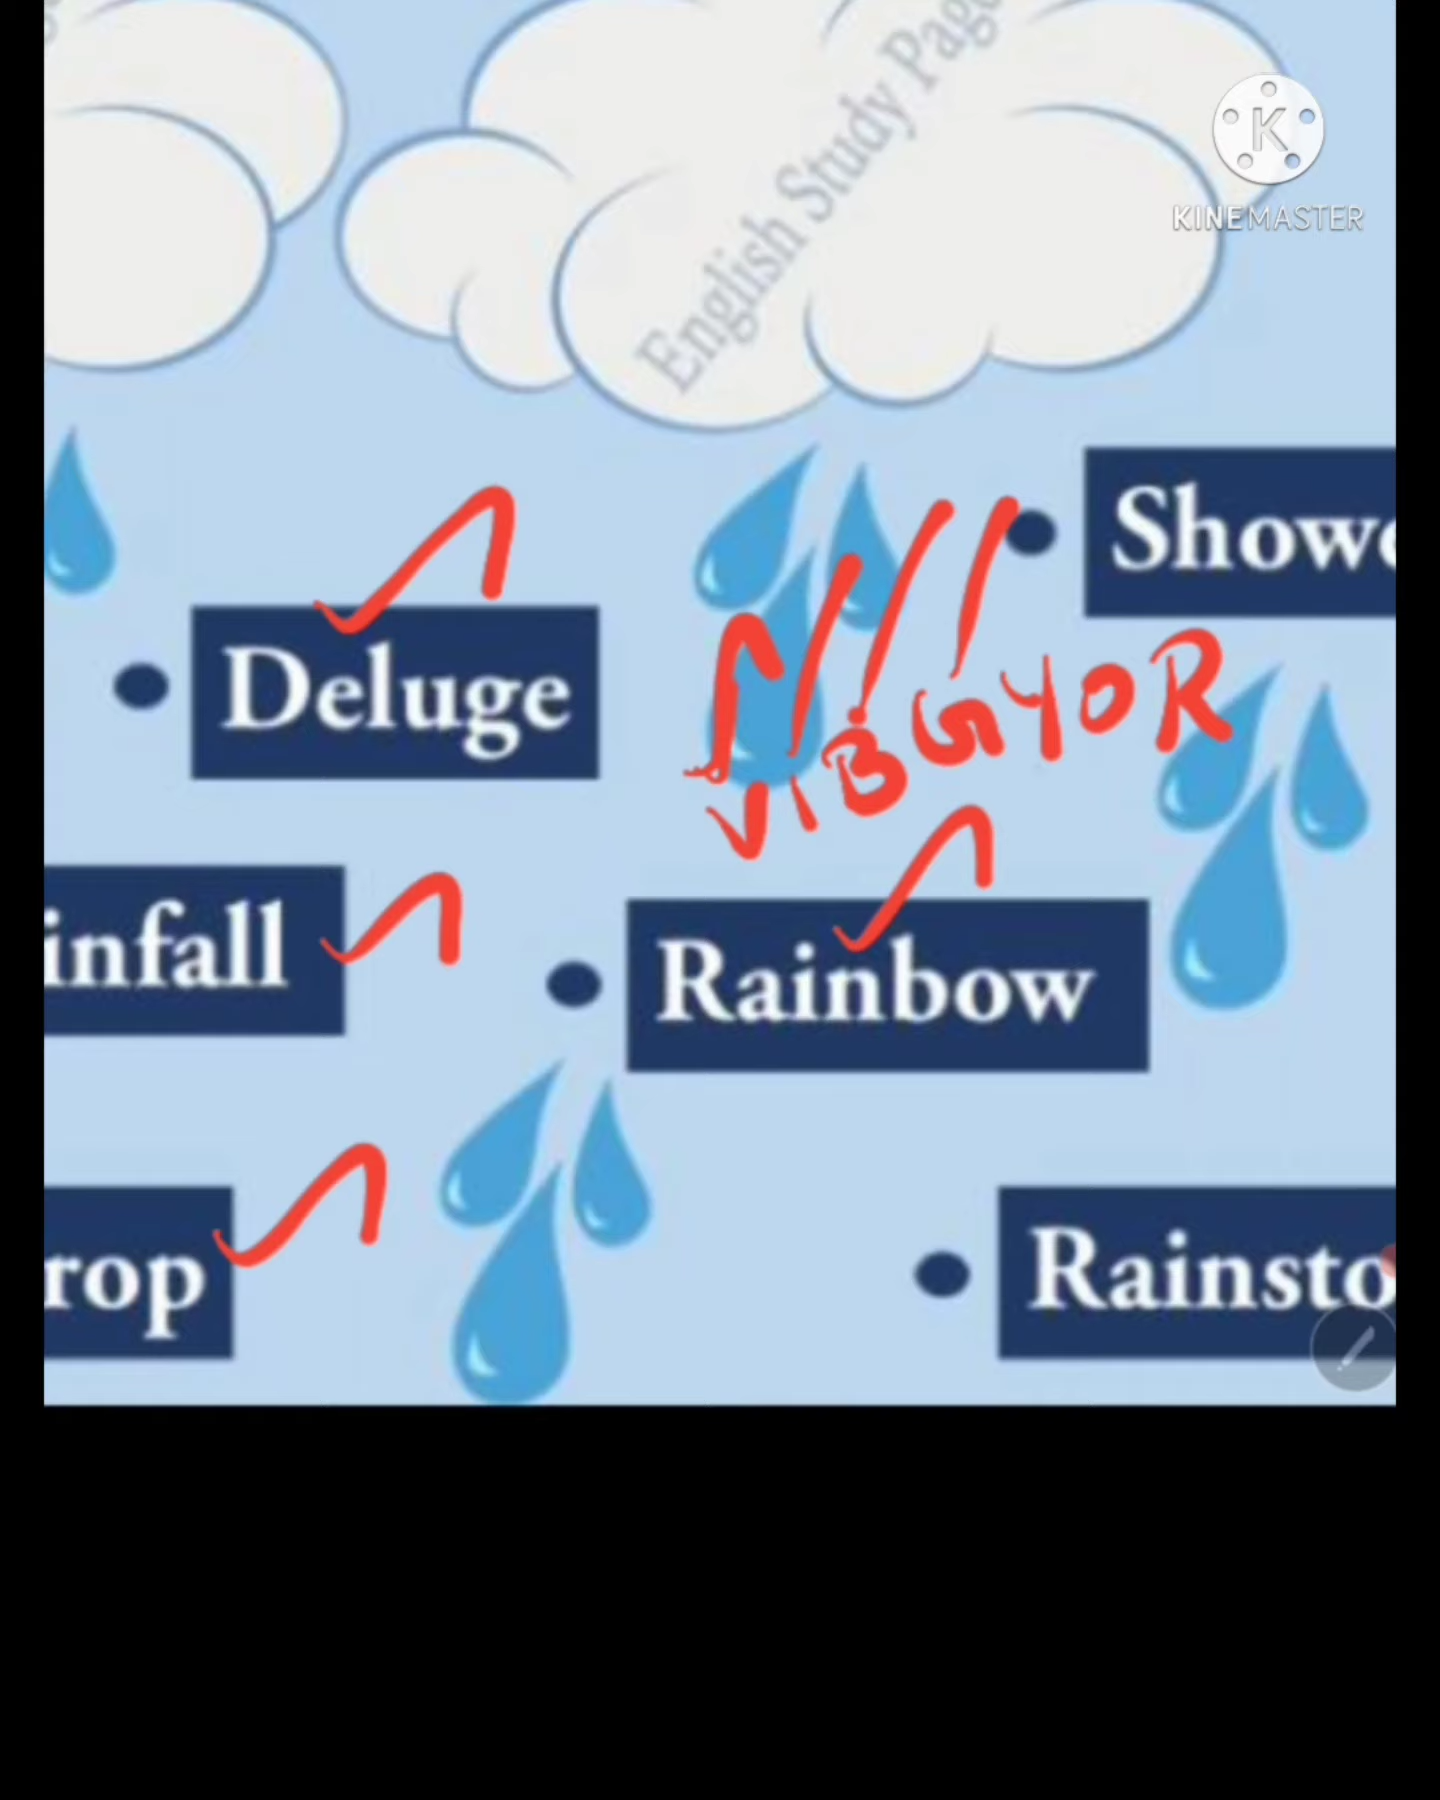 English Study Page
K
KINEMASTER
Showe
Deluge
VIBGYOR
infall
Rainbow
rop
Rainsto